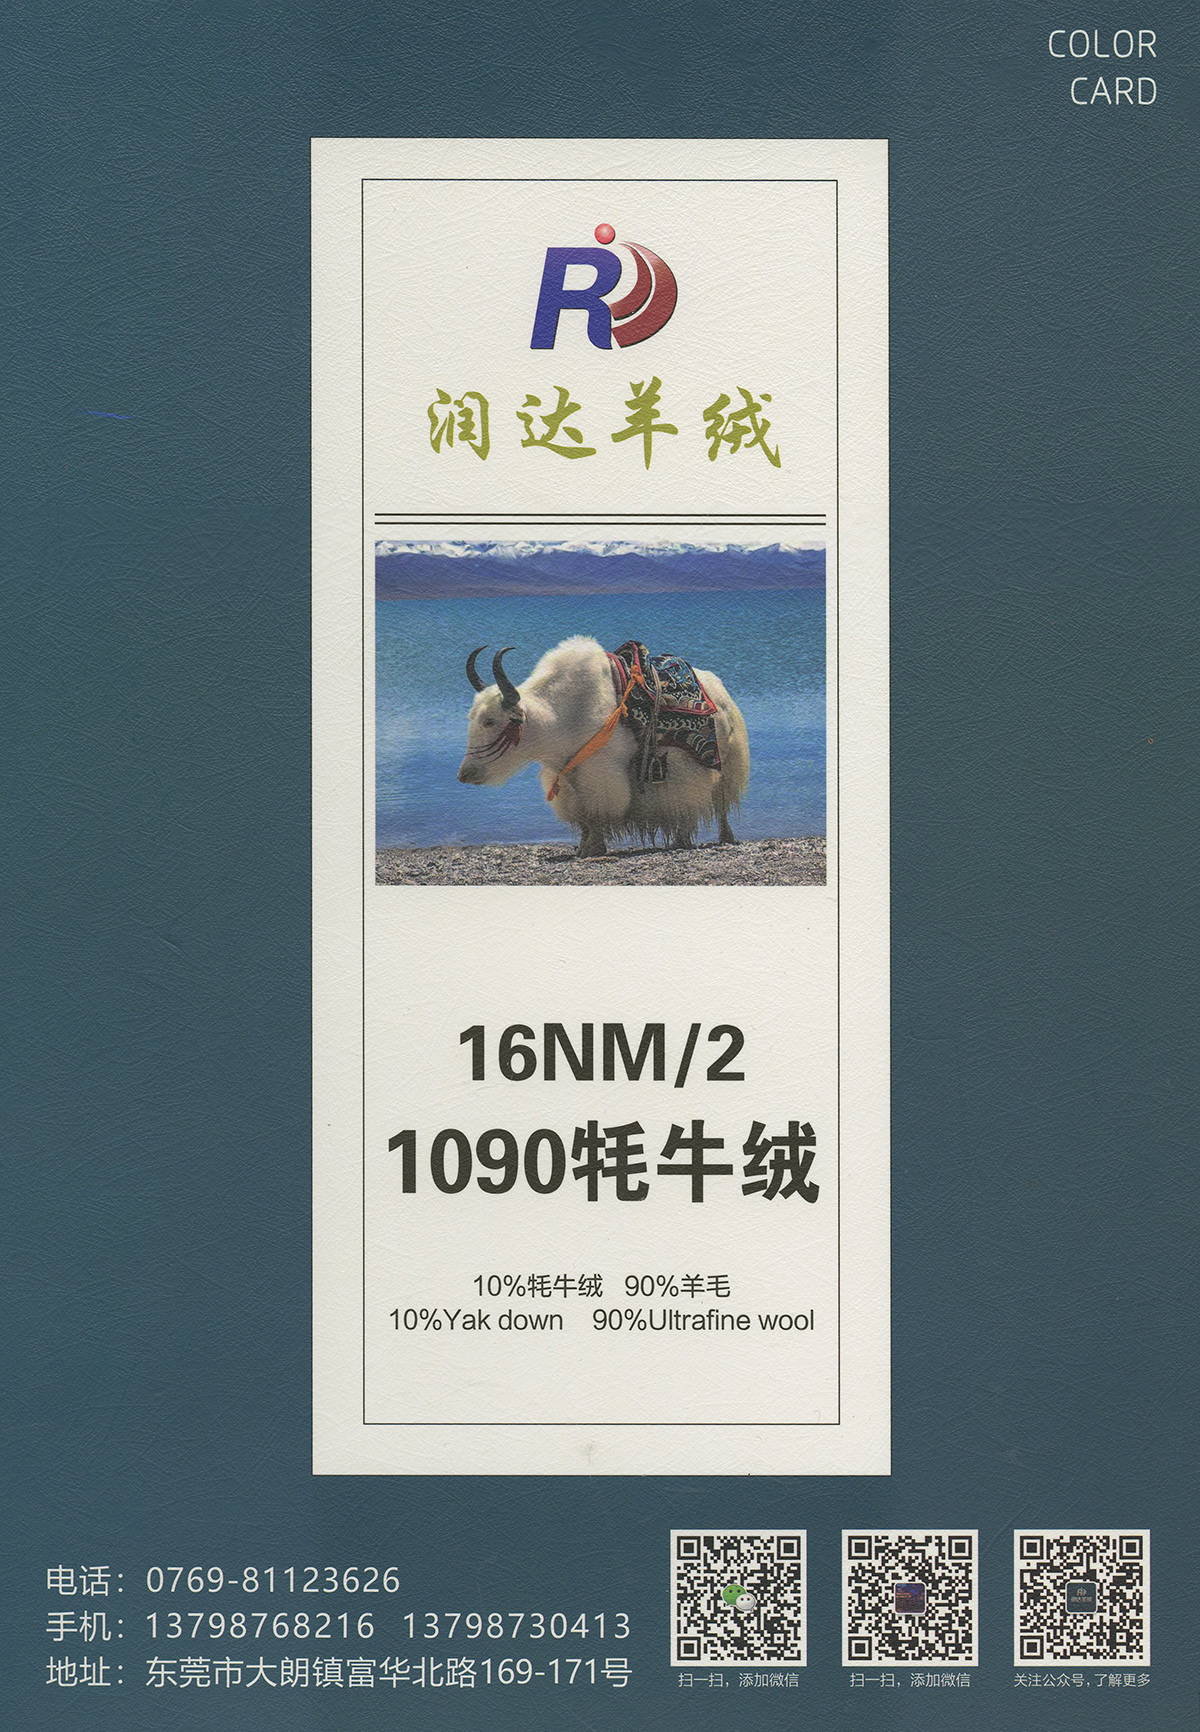 COLOR
CARD
润达羊绒
16NM/2
1090牦牛绒
10%牦牛绒 90%羊毛
10%Yak down 90%Ultrafine wool
电话：0769-81123626
手机：13798768216 13798730413
地址：东莞市大朗镇富华北路169-171号
扫一扫，添加微信
扫一扫，添加微信
关注公众号，了解更多